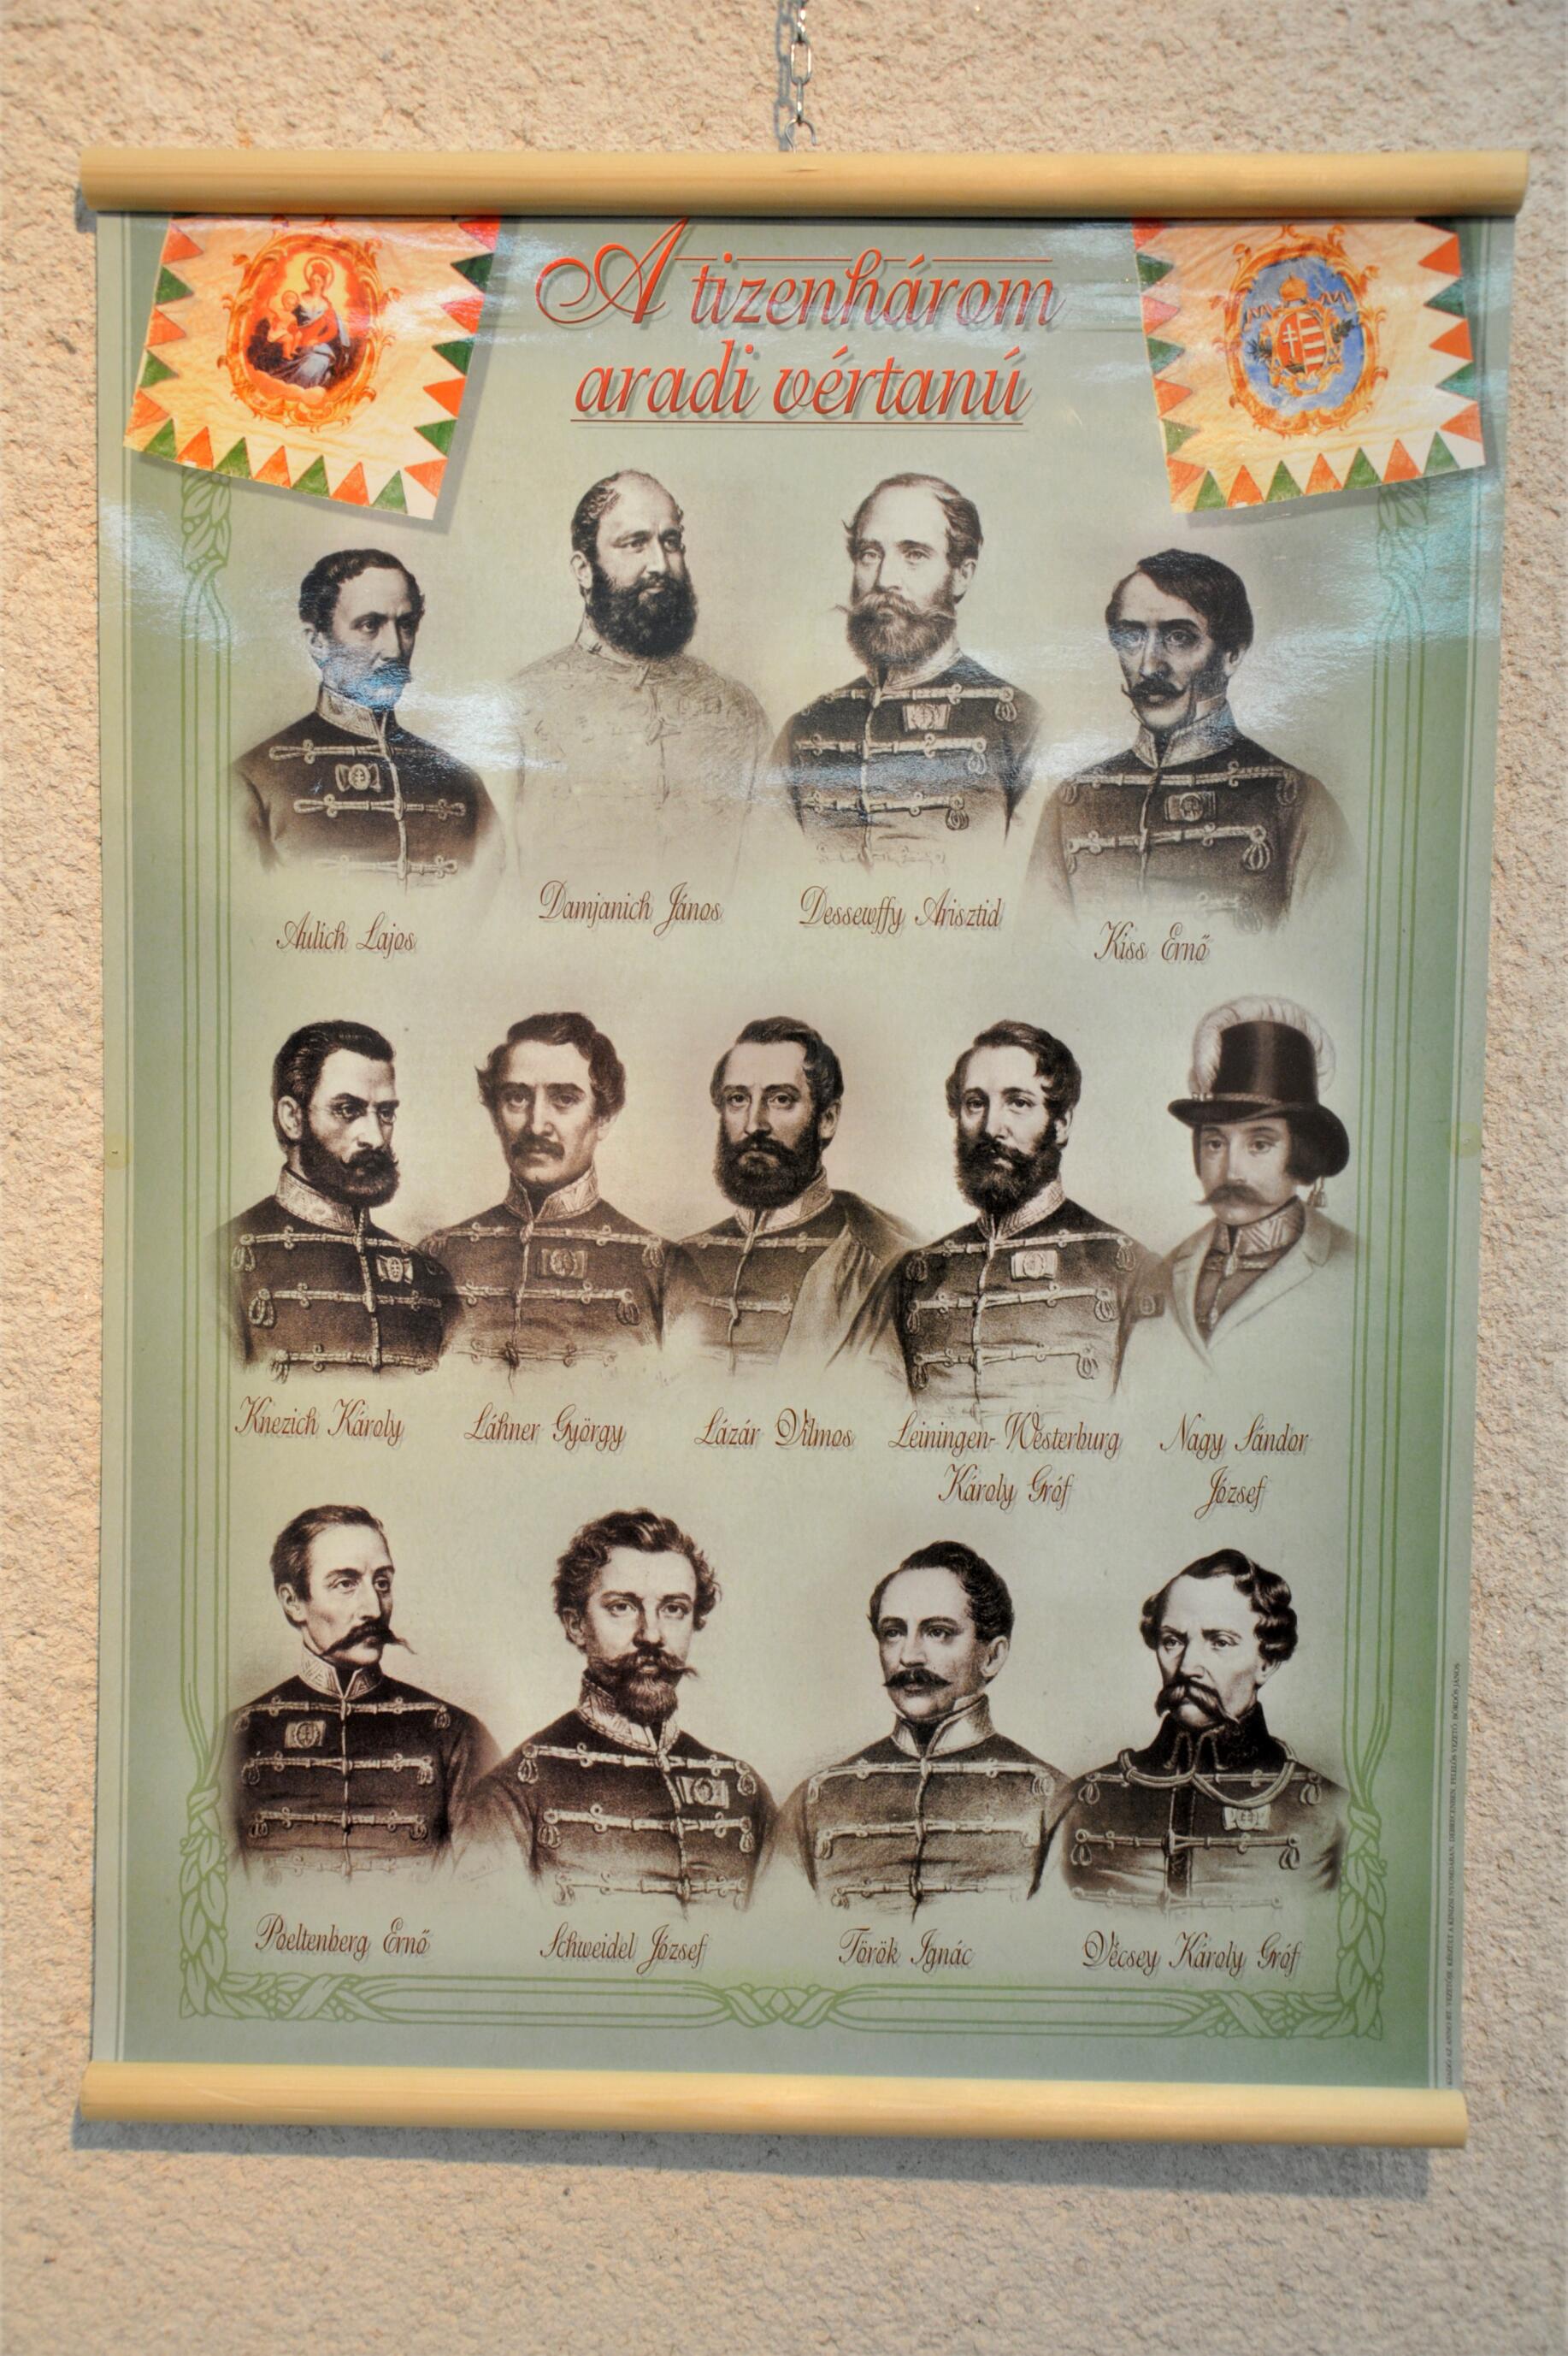 A tizenhárom
aradi vértanú
Aulich Lajos
Damjanich János
Dessewffy Arisztid
Kiss Ernő
Knezich Károly
Láhner György
Lázár Vilmos
Leiningen-Westerburg
Károly Gróf
Nagy Sándor
József
Poeltenberg Ernő
Schweidel József
Török Ignác
Vécsey Károly Gróf